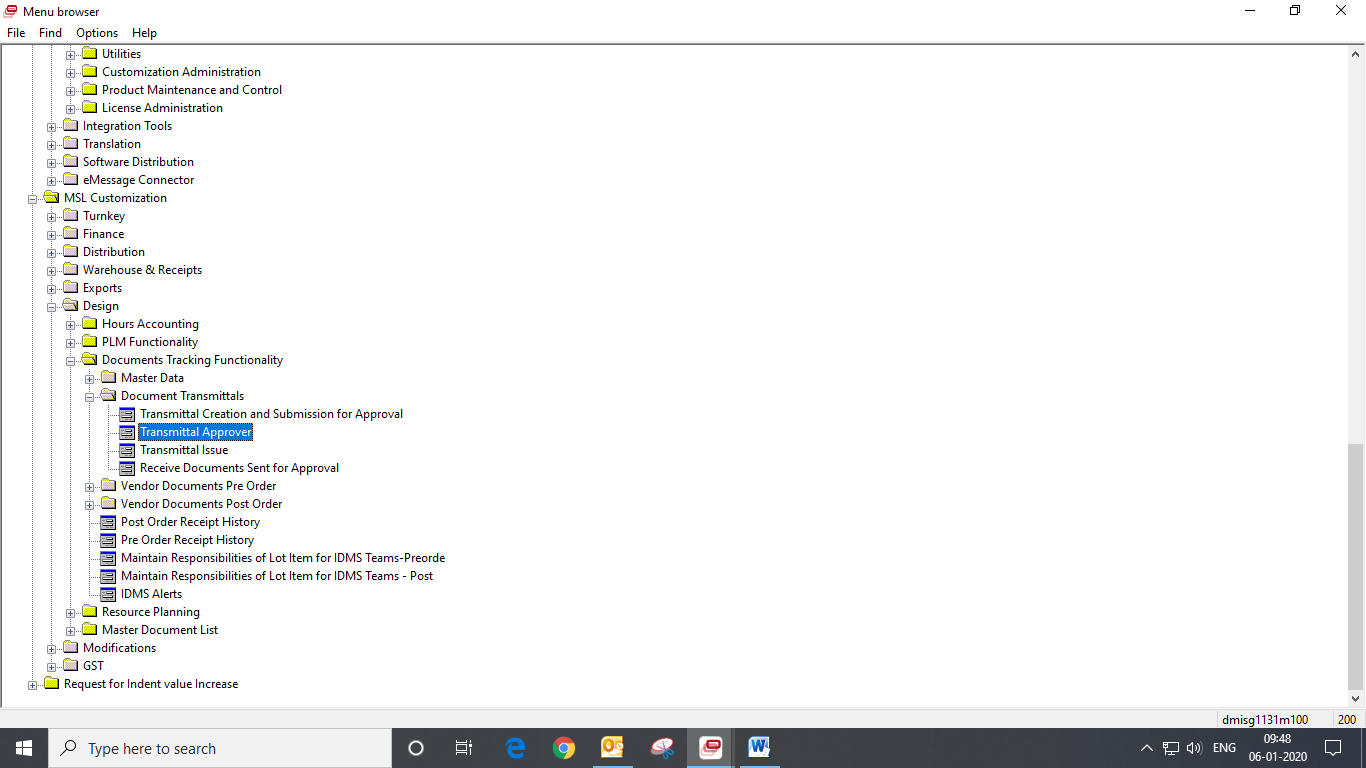 Menu browser
File Find Options Help
Utilities
Customization Administration
Product Maintenance and Control
License Administration
Integration Tools
Translation
Software Distribution
eMessage Connector
MSL Customization
Turnkey
Finance
Distribution
Warehouse & Receipts
Exports
Design
Hours Accounting
PLM Functionality
Documents Tracking Functionality
Master Data
Document Transmittals
Transmittal Creation and Submission for Approval
Transmittal Approver
Transmittal Issue
Receive Documents Sent for Approval
Vendor Documents Pre Order
Vendor Documents Post Order
Post Order Receipt History
Pre Order Receipt History
Maintain Responsibilities of Lot Item for IDMS Teams-Preorde
Maintain Responsibilities of Lot Item for IDMS Teams - Post
IDMS Alerts
Resource Planning
Master Document List
Modifications
GST
Request for Indent value Increase
dmisg1131m100 200
Type here to search
ENG
09:48
06-01-2020